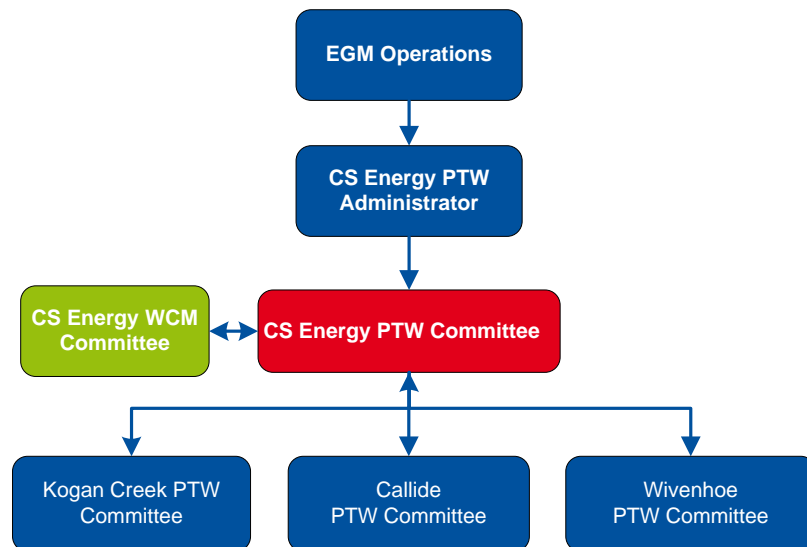 EGM Operations
CS Energy PTW
Administrator
CS Energy WCM
Committee
CS Energy PTW Committee
Kogan Creek PTW
Committee
Callide
PTW Committee
Wivenhoe
PTW Committee